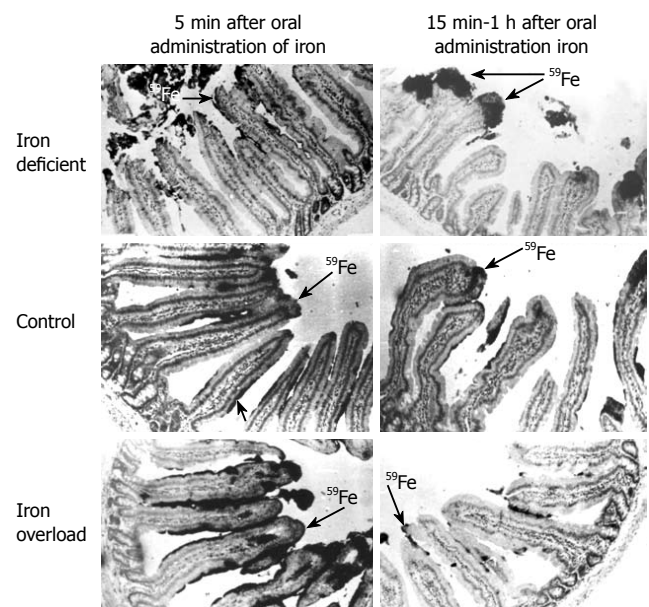 5 min after oral
administration of iron
15 min-1 h after oral
administration iron
Iron
deficient
⁵⁹Fe
⁵⁹Fe
Control
⁵⁹Fe
⁵⁹Fe
Iron
overload
⁵⁹Fe
⁵⁹Fe